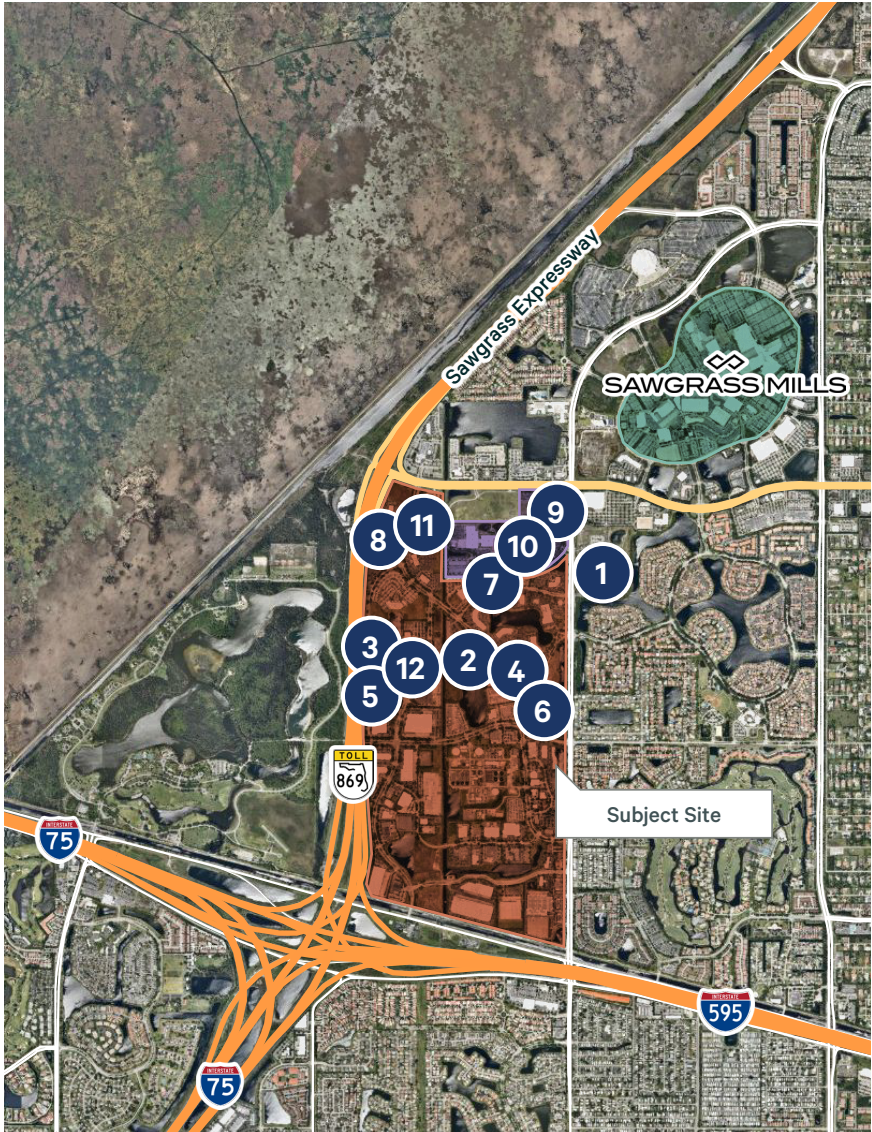 Sawgrass Expressway
SAWGRASS MILLS
9
11
8
10
1
7
3
2
12
4
5
6
TOLL
869
Subject Site
INTERSTATE
75
INTERSTATE
595
INTERSTATE
75